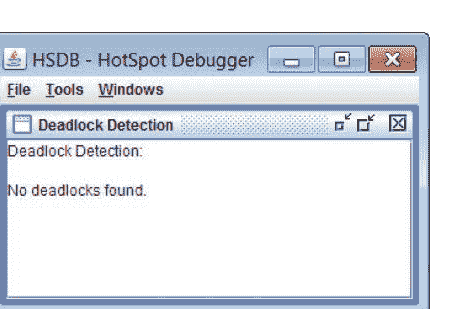 HSDB - HotSpot Debugger
File Tools Windows
Deadlock Detection
Deadlock Detection:
No deadlocks found.